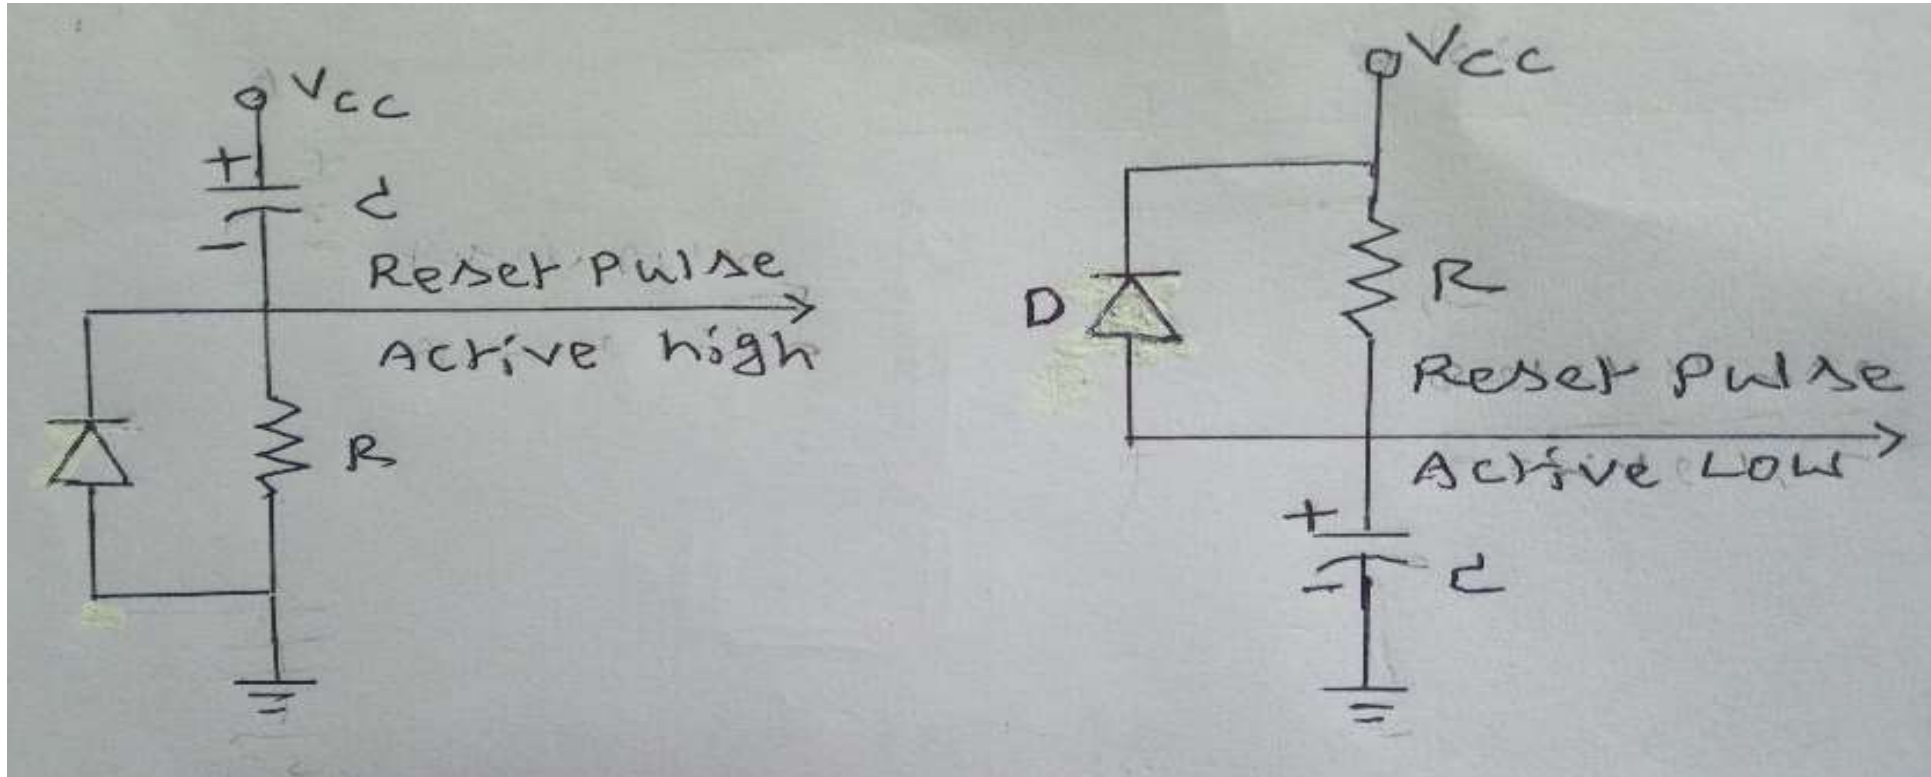 Vcc
+
C
-
Reset Pulse
Active high
R
Vcc
D
R
Reset Pulse
Active Low
+
C
-